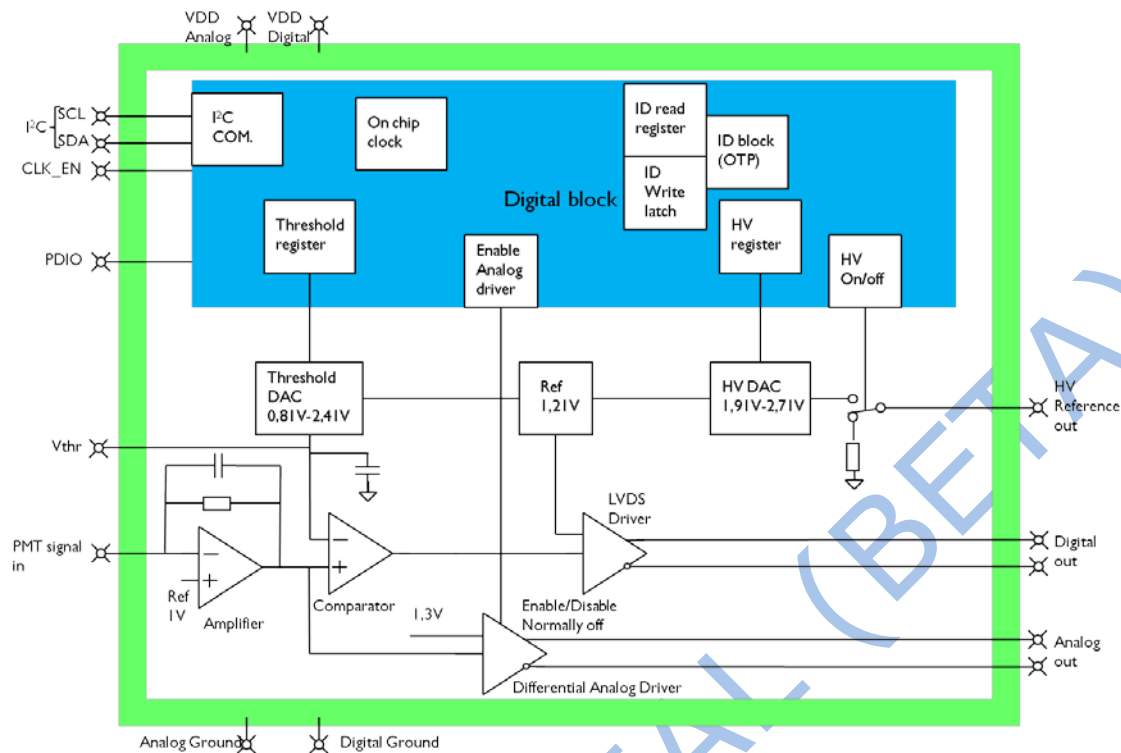 VDD
Analog
VDD
Digital
I²C
SCL
SDA
CLK_EN
PDIO
Vthr
PMT signal
in
I²C
COM.
On chip
clock
ID read
register
ID
Write
latch
ID block
(OTP)
Digital block
Threshold
register
Enable
Analog
driver
HV
register
HV
On/off
Threshold
DAC
0,81V-2,41V
Ref
1,21V
HV DAC
1,91V-2,71V
HV
Reference
out
LVDS
Driver
Ref
1V
Amplifier
Comparator
1,3V
Enable/Disable
Normally off
Differential Analog Driver
Digital
out
Analog
out
Analog Ground
Digital Ground
(BETA)